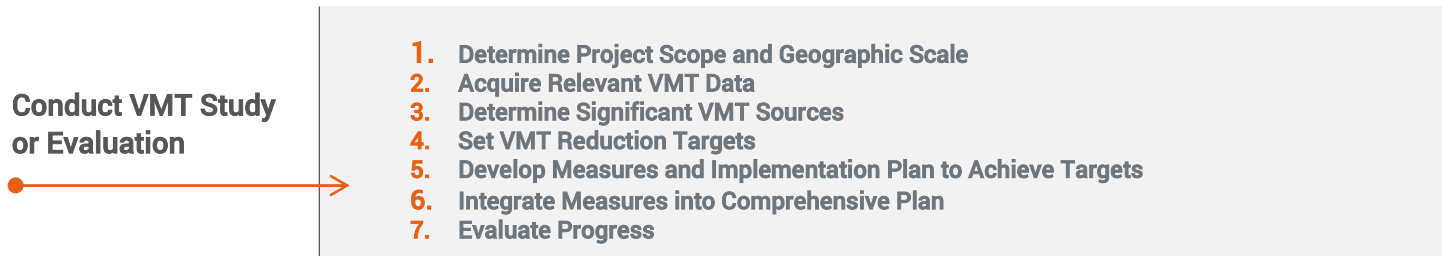 Conduct VMT Study
or Evaluation
1. Determine Project Scope and Geographic Scale
2. Acquire Relevant VMT Data
3. Determine Significant VMT Sources
4. Set VMT Reduction Targets
5. Develop Measures and Implementation Plan to Achieve Targets
6. Integrate Measures into Comprehensive Plan
7. Evaluate Progress